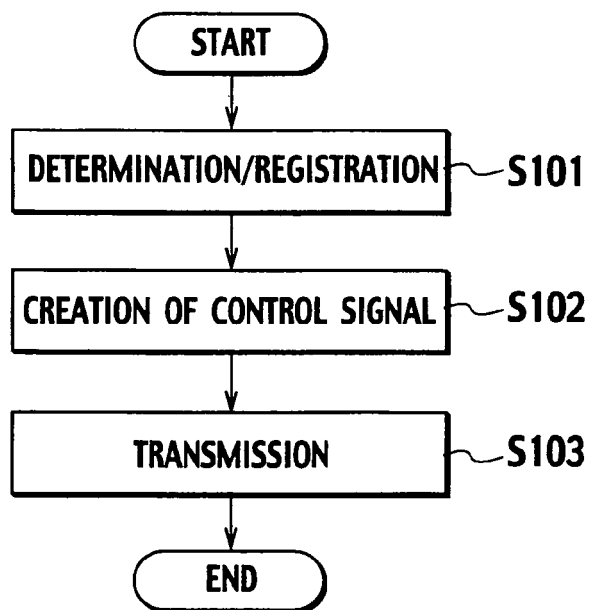 START
DETERMINATION/REGISTRATION S101
CREATION OF CONTROL SIGNAL S102
TRANSMISSION S103
END